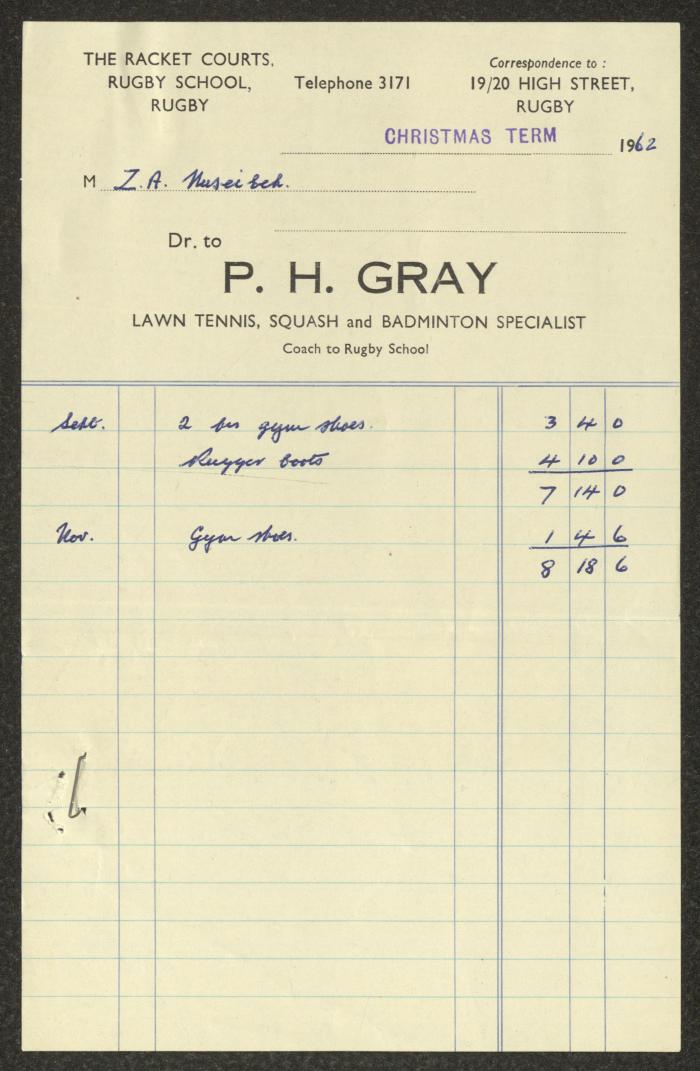 THE RACKET COURTS,
RUGBY SCHOOL,
RUGBY
Telephone 3171
Correspondence to :
19/20 HIGH STREET,
RUGBY
CHRISTMAS TERM 1962
M Z.A. Nuseibeh.
Dr. to
P. H. GRAY
LAWN TENNIS, SQUASH and BADMINTON SPECIALIST
Coach to Rugby School
Sept. 2 prs gym shoes. 3 4 0
Rugger boots 4 10 0
7 14 0
Nov. Gym shoes. 1 4 6
8 18 6